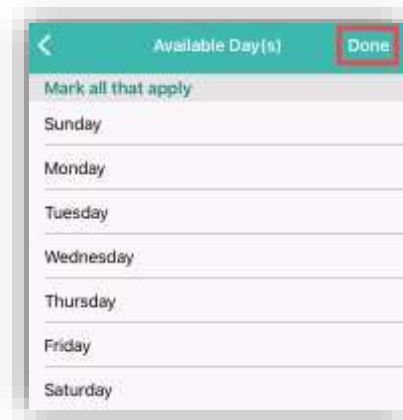 Available Day(s) Done
Mark all that apply
Sunday
Monday
Tuesday
Wednesday
Thursday
Friday
Saturday